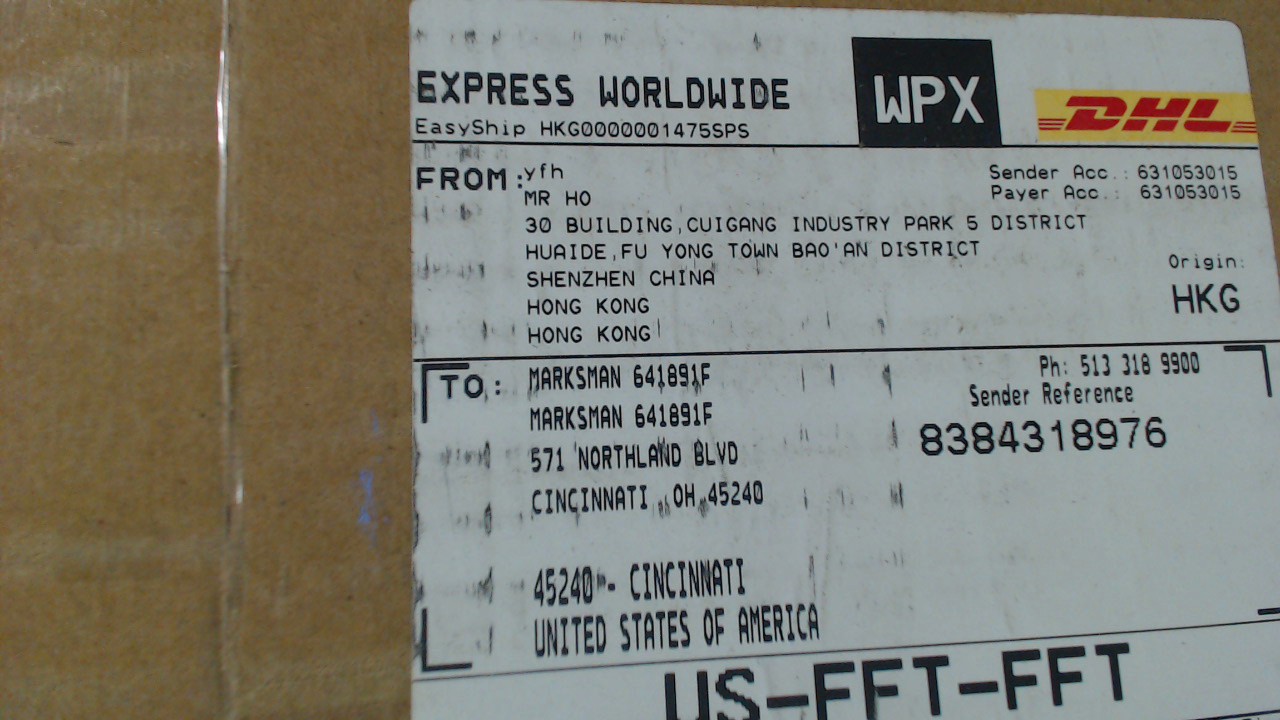 EXPRESS WORLDWIDE
WPX
DHL
EasyShip HKG0000001475SPS
FROM: yfh
Sender Acc.: 631053015
MR HO
Payer Acc.: 631053015
30 BUILDING,CUIGANG INDUSTRY PARK 5 DISTRICT
HUAIDE,FU YONG TOWN BAO'AN DISTRICT
SHENZHEN CHINA
Origin:
HONG KONG
HKG
HONG KONG
TO: MARKSMAN 641891F
Ph: 513 318 9900
Sender Reference
MARKSMAN 641891F
8384318976
571 NORTHLAND BLVD
CINCINNATI, OH, 45240
45240 - CINCINNATI
UNITED STATES OF AMERICA
US-FFT-FFT